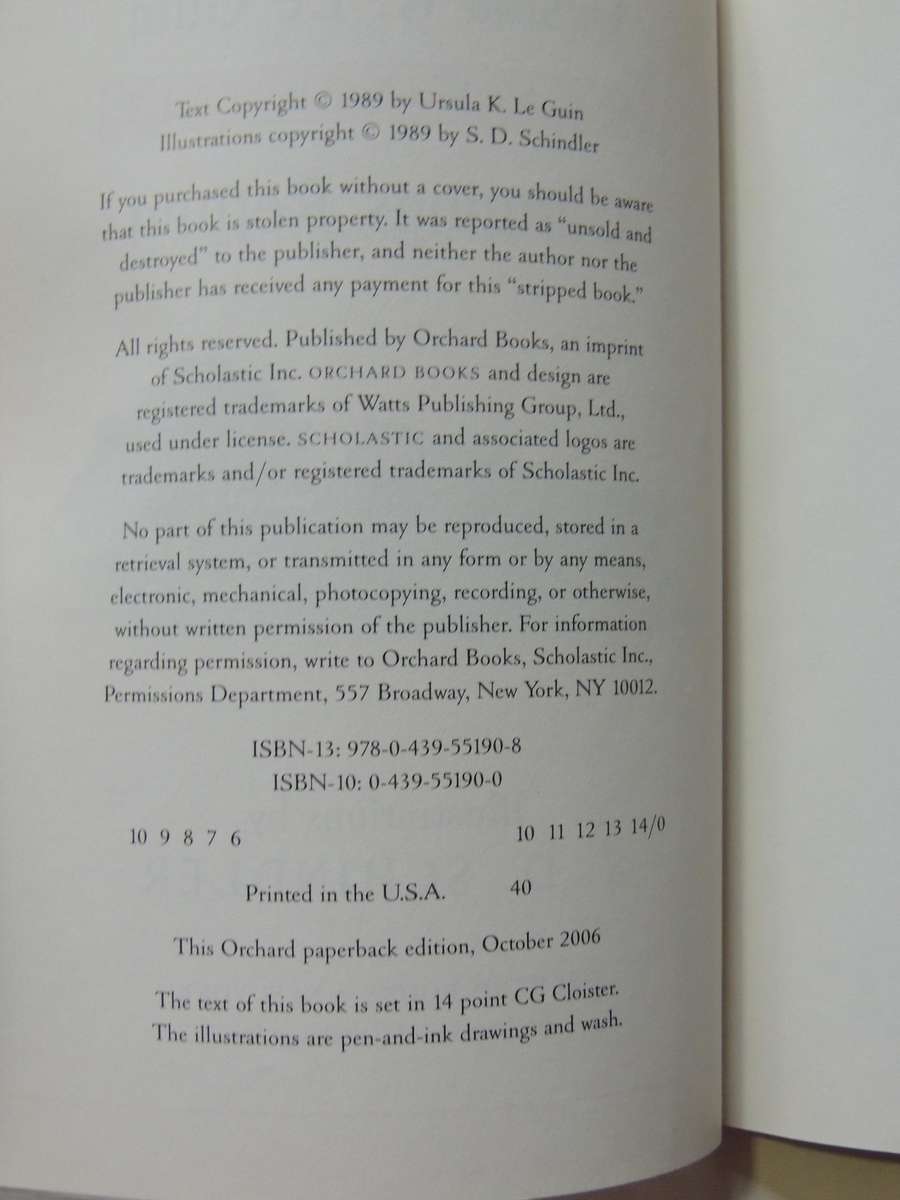 Text Copyright © 1989 by Ursula K. Le Guin
Illustrations copyright © 1989 by S. D. Schindler
If you purchased this book without a cover, you should be aware
that this book is stolen property. It was reported as “unsold and
destroyed” to the publisher, and neither the author nor the
publisher has received any payment for this “stripped book.”
All rights reserved. Published by Orchard Books, an imprint
of Scholastic Inc. ORCHARD BOOKS and design are
registered trademarks of Watts Publishing Group, Ltd.,
used under license. SCHOLASTIC and associated logos are
trademarks and/or registered trademarks of Scholastic Inc.
No part of this publication may be reproduced, stored in a
retrieval system, or transmitted in any form or by any means,
electronic, mechanical, photocopying, recording, or otherwise,
without written permission of the publisher. For information
regarding permission, write to Orchard Books, Scholastic Inc.,
Permissions Department, 557 Broadway, New York, NY 10012.
ISBN-13: 978-0-439-55190-8
ISBN-10: 0-439-55190-0
10 9 8 7 6 10 11 12 13 14/0
Printed in the U.S.A. 40
This Orchard paperback edition, October 2006
The text of this book is set in 14 point CG Cloister.
The illustrations are pen-and-ink drawings and wash.